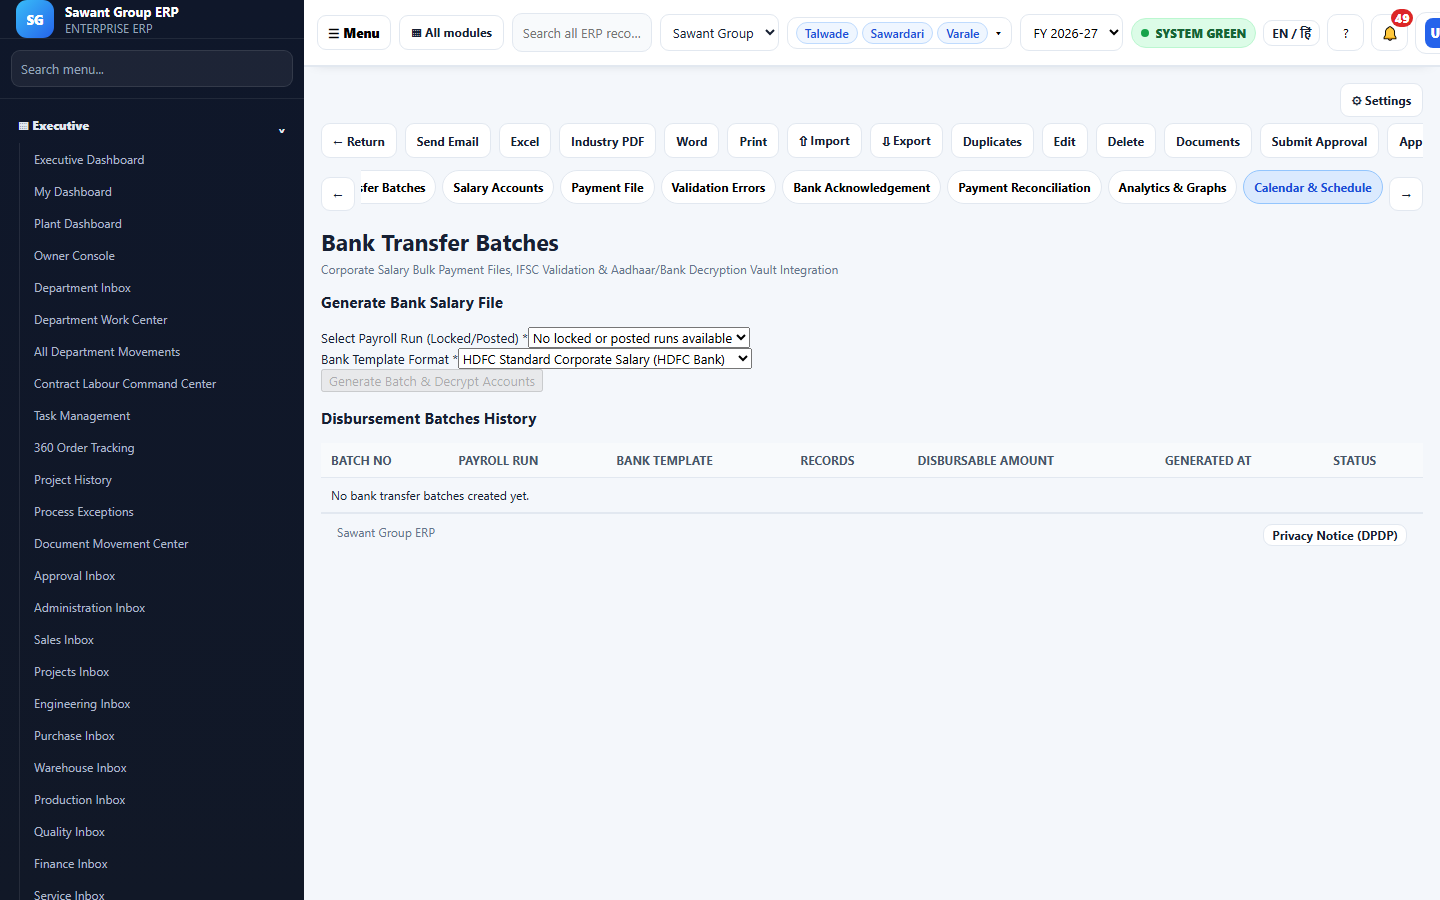 SG
Sawant Group ERP
ENTERPRISE ERP
Search menu...
Executive
Executive Dashboard
My Dashboard
Plant Dashboard
Owner Console
Department Inbox
Department Work Center
All Department Movements
Contract Labour Command Center
Task Management
360 Order Tracking
Project History
Process Exceptions
Document Movement Center
Approval Inbox
Administration Inbox
Sales Inbox
Projects Inbox
Engineering Inbox
Purchase Inbox
Warehouse Inbox
Production Inbox
Quality Inbox
Finance Inbox
Service Inbox
☰ Menu
All modules
Search all ERP reco...
Sawant Group
Talwade Sawardari Varale
FY 2026-27
SYSTEM GREEN
EN / हिं
?
49
U
⚙ Settings
← Return
Send Email
Excel
Industry PDF
Word
Print
⇧ Import
⇩ Export
Duplicates
Edit
Delete
Documents
Submit Approval
App
←
sfer Batches
Salary Accounts
Payment File
Validation Errors
Bank Acknowledgement
Payment Reconciliation
Analytics & Graphs
Calendar & Schedule
→
Bank Transfer Batches
Corporate Salary Bulk Payment Files, IFSC Validation & Aadhaar/Bank Decryption Vault Integration
Generate Bank Salary File
Select Payroll Run (Locked/Posted) * No locked or posted runs available
Bank Template Format * HDFC Standard Corporate Salary (HDFC Bank)
Generate Batch & Decrypt Accounts
Disbursement Batches History
BATCH NO PAYROLL RUN BANK TEMPLATE RECORDS DISBURSABLE AMOUNT GENERATED AT STATUS
No bank transfer batches created yet.
Sawant Group ERP
Privacy Notice (DPDP)